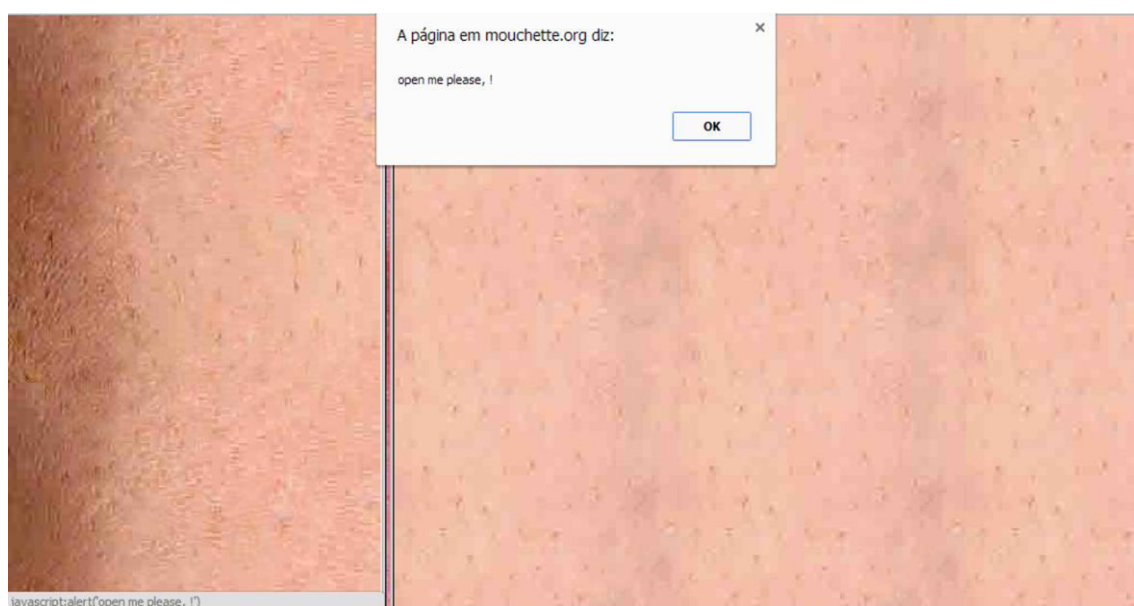 A página em mouchette.org diz:
open me please, !
OK
javascript:alert('open me please, !')